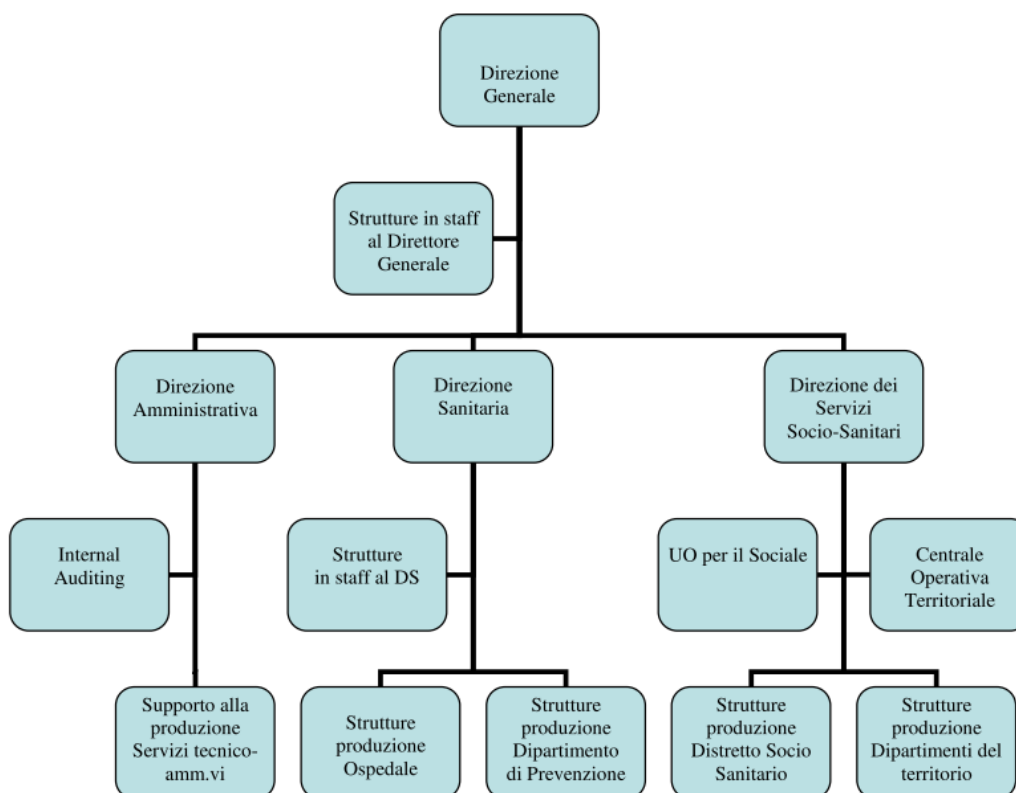 Direzione
Generale
Strutture in staff
al Direttore
Generale
Direzione
Amministrativa
Direzione
Sanitaria
Direzione dei
Servizi
Socio-Sanitari
Internal
Auditing
Strutture
in staff al DS
UO per il Sociale
Centrale
Operativa
Territoriale
Supporto alla
produzione
Servizi tecnico-
amm.vi
Strutture
produzione
Ospedale
Strutture
produzione
Dipartimento
di Prevenzione
Strutture
produzione
Distretto Socio
Sanitario
Strutture
produzione
Dipartimenti del
territorio